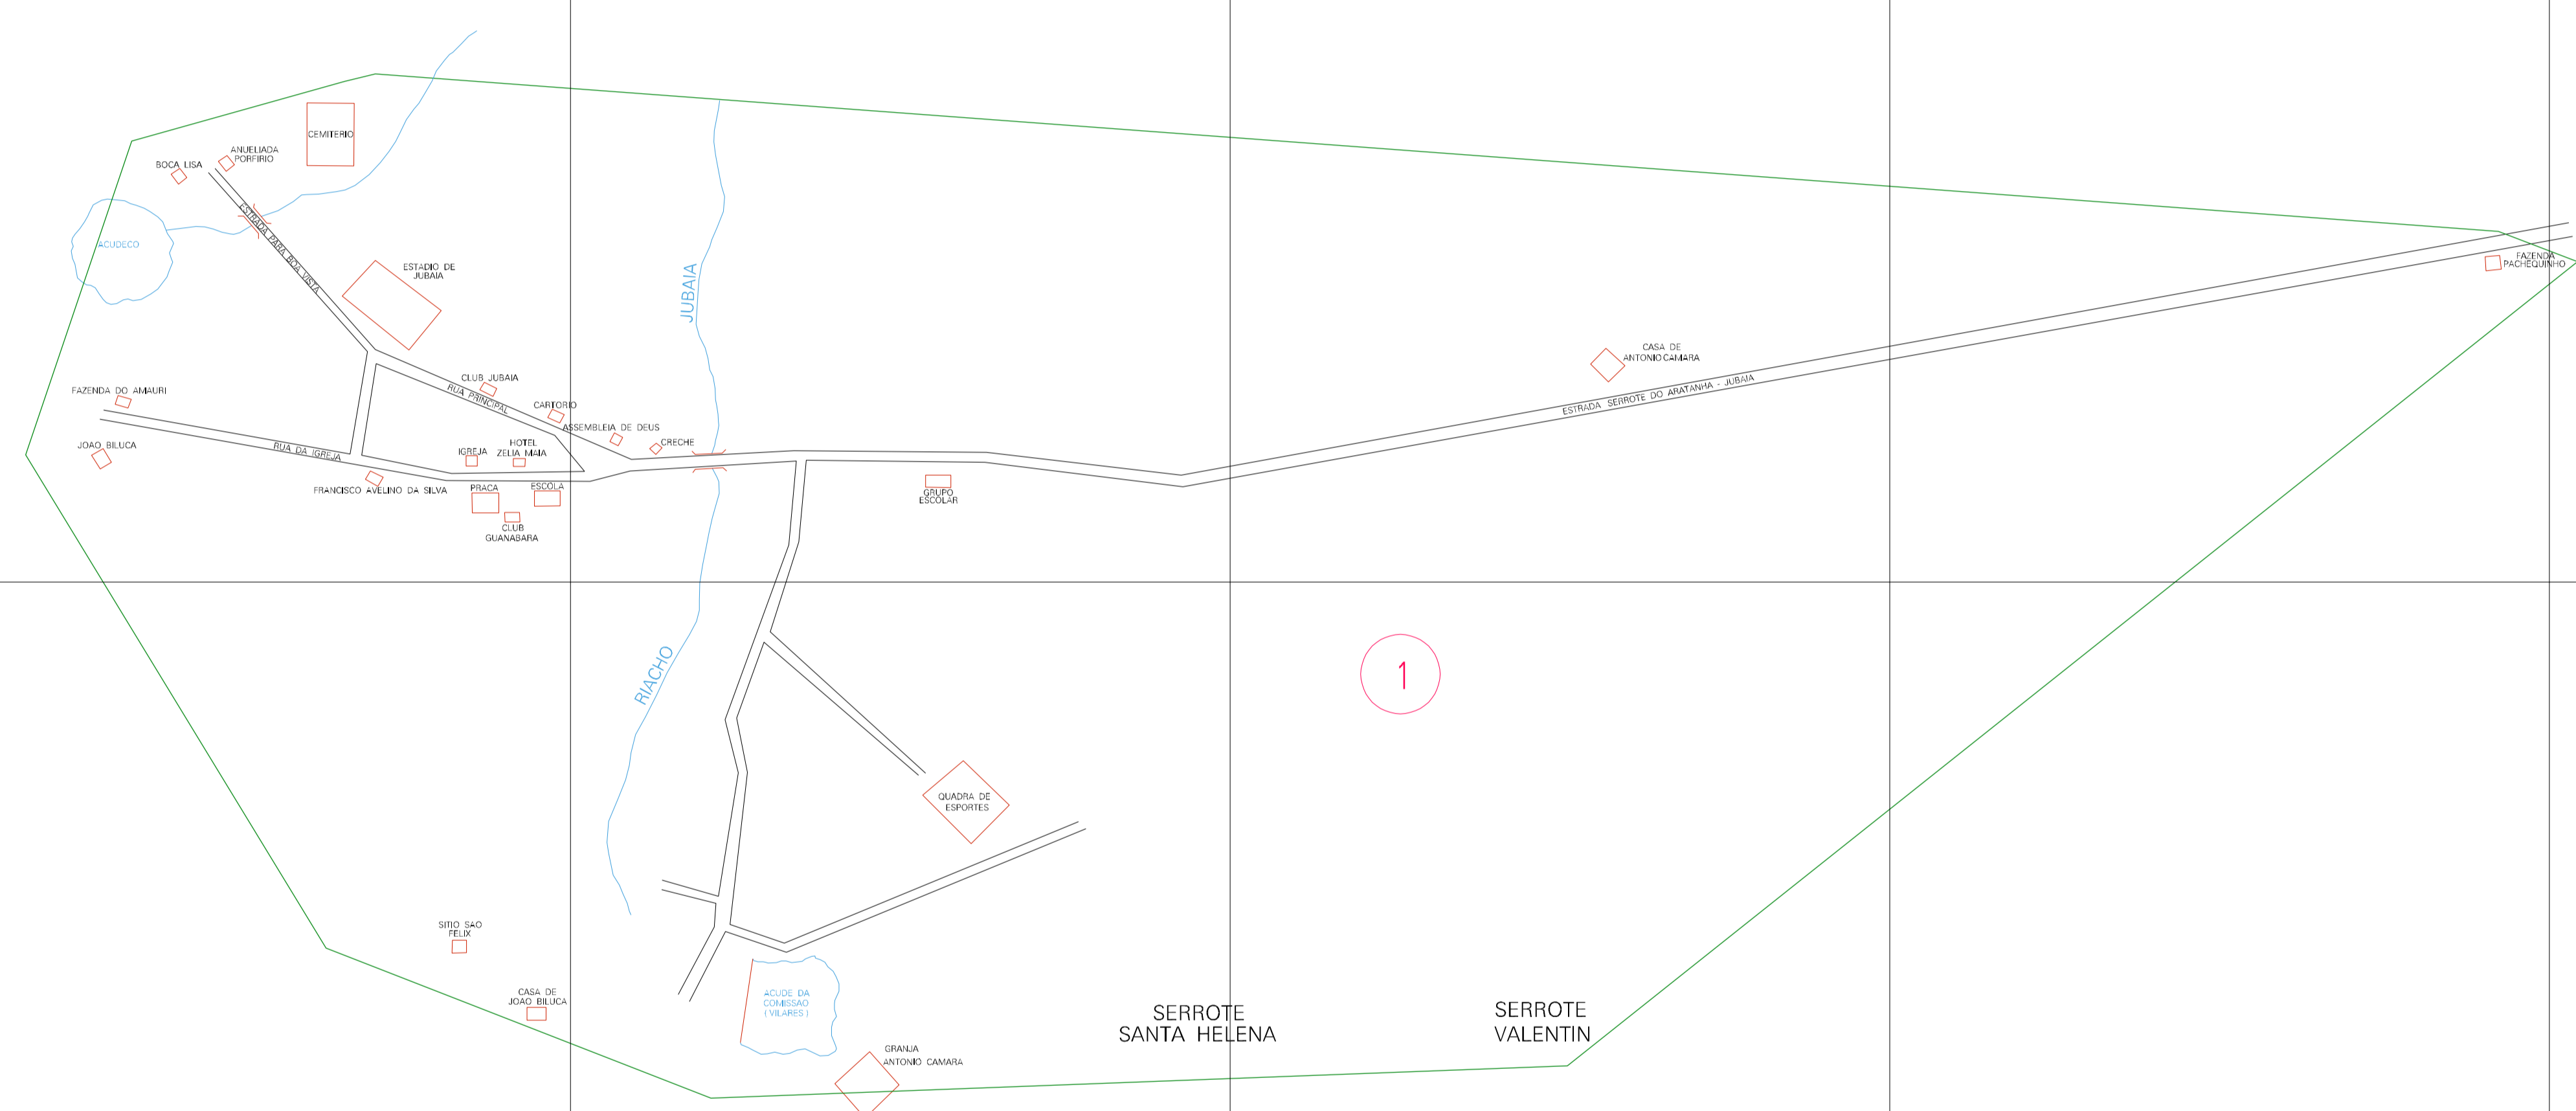 CEMITERIO
ANUELIADA
PORFIRIO
BOCA LISA
ACUDECO
ESTRADA PARA BOA VISTA
ESTADIO DE
JUBAIA
JUBAIA
FAZENDA
PACHEQUINHO
CASA DE
ANTONIO CAMARA
ESTRADA SERROTE DO ARATANHA - JUBAIA
FAZENDA DO AMAURI
CLUB JUBAIA
RUA PRINCIPAL
CARTORIO
ASSEMBLEIA DE DEUS
CRECHE
JOAO BILUCA
RUA DA IGREJA
IGREJA
HOTEL
ZELIA MAIA
FRANCISCO AVELINO DA SILVA
PRACA
ESCOLA
CLUB
GUANABARA
GRUPO
ESCOLAR
RIACHO
1
QUADRA DE
ESPORTES
SITIO SAO
FELIX
CASA DE
JOAO BILUCA
ACUDE DA
COMISSAO
( VILARES )
SERROTE
SANTA HELENA
SERROTE
VALENTIN
GRANJA
ANTONIO CAMARA